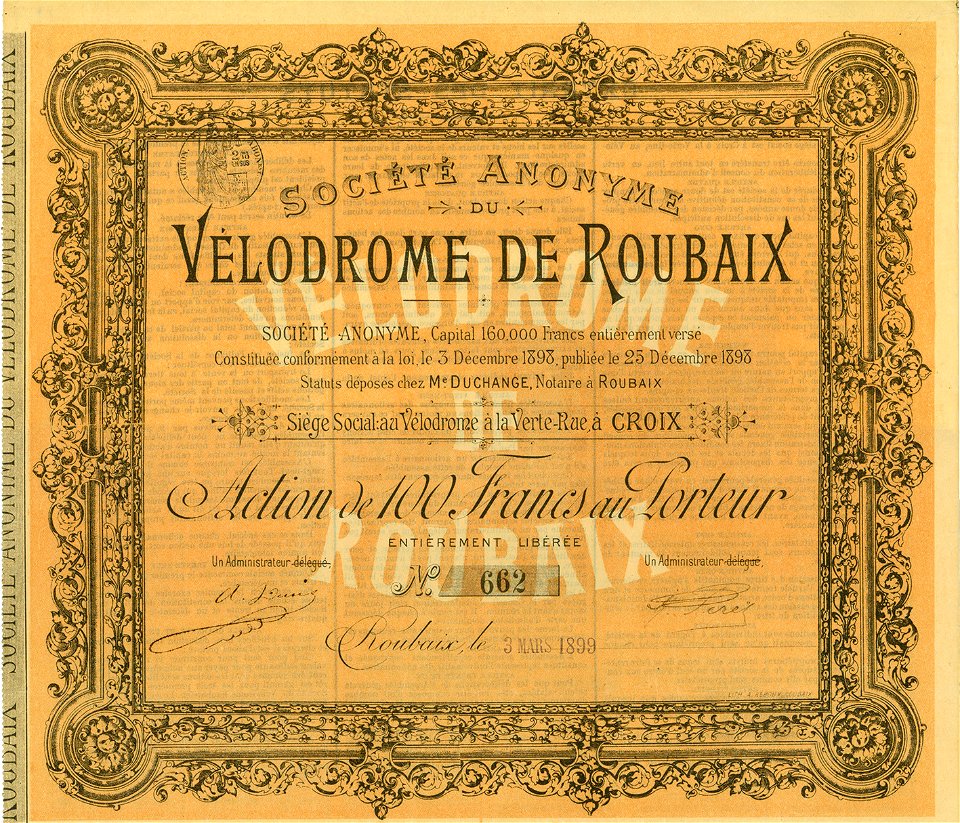 SOCIÉTÉ ANONYME
DU
VÉLODROME DE ROUBAIX
VÉLODROME
DE
ROUBAIX
SOCIÉTÉ ANONYME, Capital 160,000 Francs entièrement versé
Constituée conformément à la loi, le 3 Décembre 1898, publiée le 25 Décembre 1898
Statuts déposés chez Me DUCHANGE, Notaire à ROUBAIX
Siège Social: au Vélodrome à la Verte-Rue à CROIX
Action de 100 Francs au Porteur
ENTIÈREMENT LIBÉRÉE
Un Administrateur délégué,
Un Administrateur délégué,
No. 662
Roubaix, le 3 MARS 1899
LITH. A. ROUBAIX
ROUBAIX SOCIÉTÉ ANONYME DU VÉLODROME DE ROUBAIX